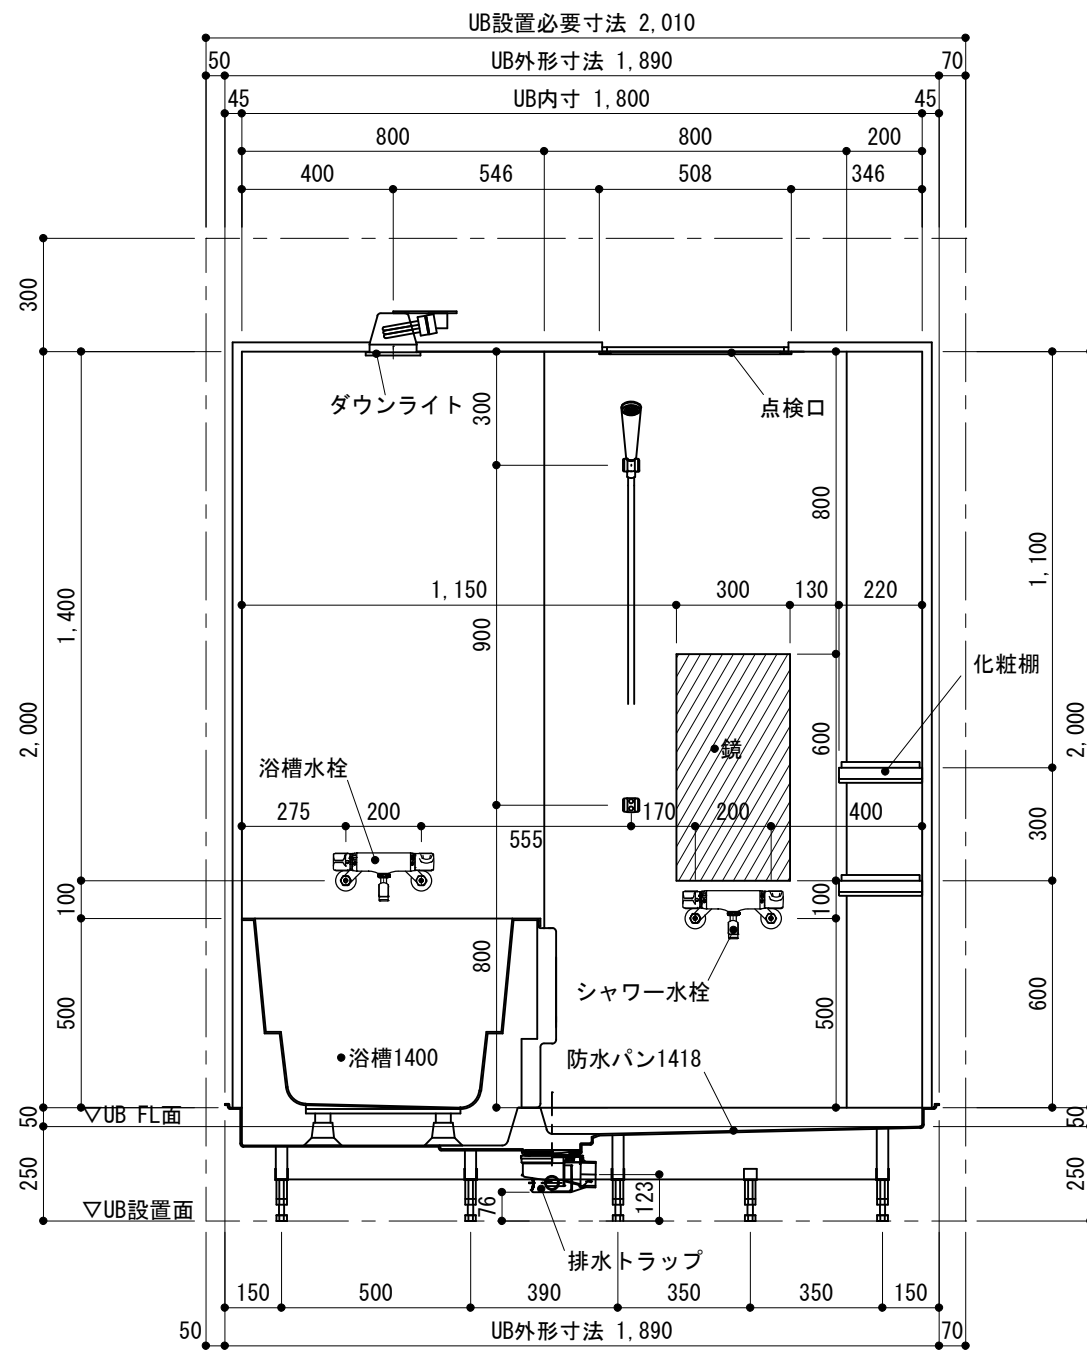 UB設置必要寸法 2,010
50 UB外形寸法 1,890 70
45 UB内寸 1,800 45
800 800 200
400 546 508 346
300
ダウンライト
300
点検口
800
1,100
1,400
1,150 300 130 220
900
化粧棚
2,000
600
2,000
鏡
浴槽水栓
275 200 555 170 200 400
300
100
100
800
シャワー水栓
500
500
600
浴槽1400
防水パン1418
50
▽UB FL面
50
250
76
123
250
▽UB設置面
排水トラップ
150 500 390 350 350 150
50 UB外形寸法 1,890 70